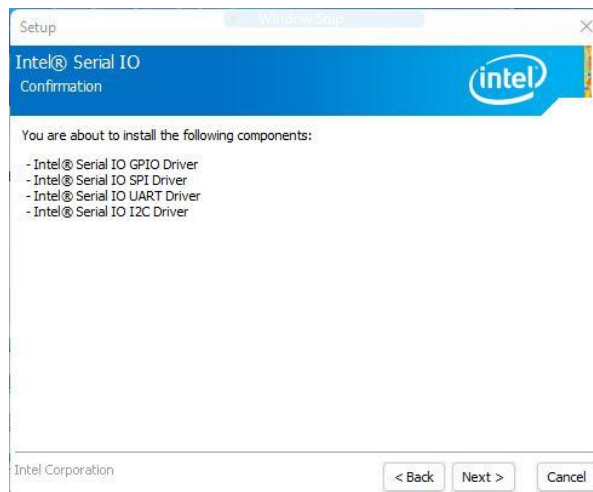 Window Snip
Setup
Intel® Serial IO
Confirmation
intel
You are about to install the following components:
- Intel® Serial IO GPIO Driver
- Intel® Serial IO SPI Driver
- Intel® Serial IO UART Driver
- Intel® Serial IO I2C Driver
Intel Corporation
< Back
Next >
Cancel